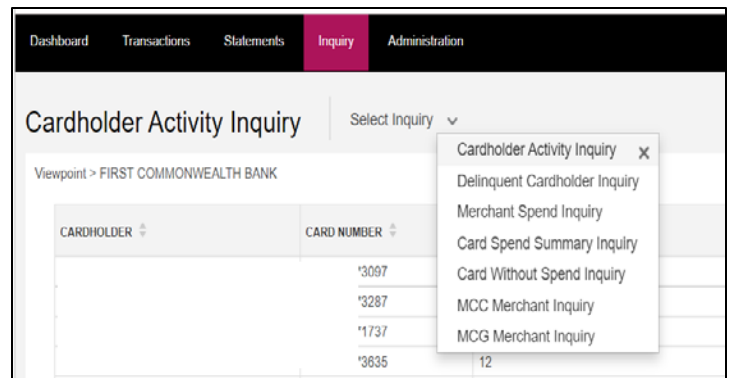 Dashboard Transactions Statements Inquiry Administration
Cardholder Activity Inquiry Select Inquiry
Cardholder Activity Inquiry X
Viewpoint > FIRST COMMONWEALTH BANK
Delinquent Cardholder Inquiry
Merchant Spend Inquiry
CARDHOLDER CARD NUMBER
Card Spend Summary Inquiry
*3097
Card Without Spend Inquiry
*3287
MCC Merchant Inquiry
*1737
MCG Merchant Inquiry
*3635 12